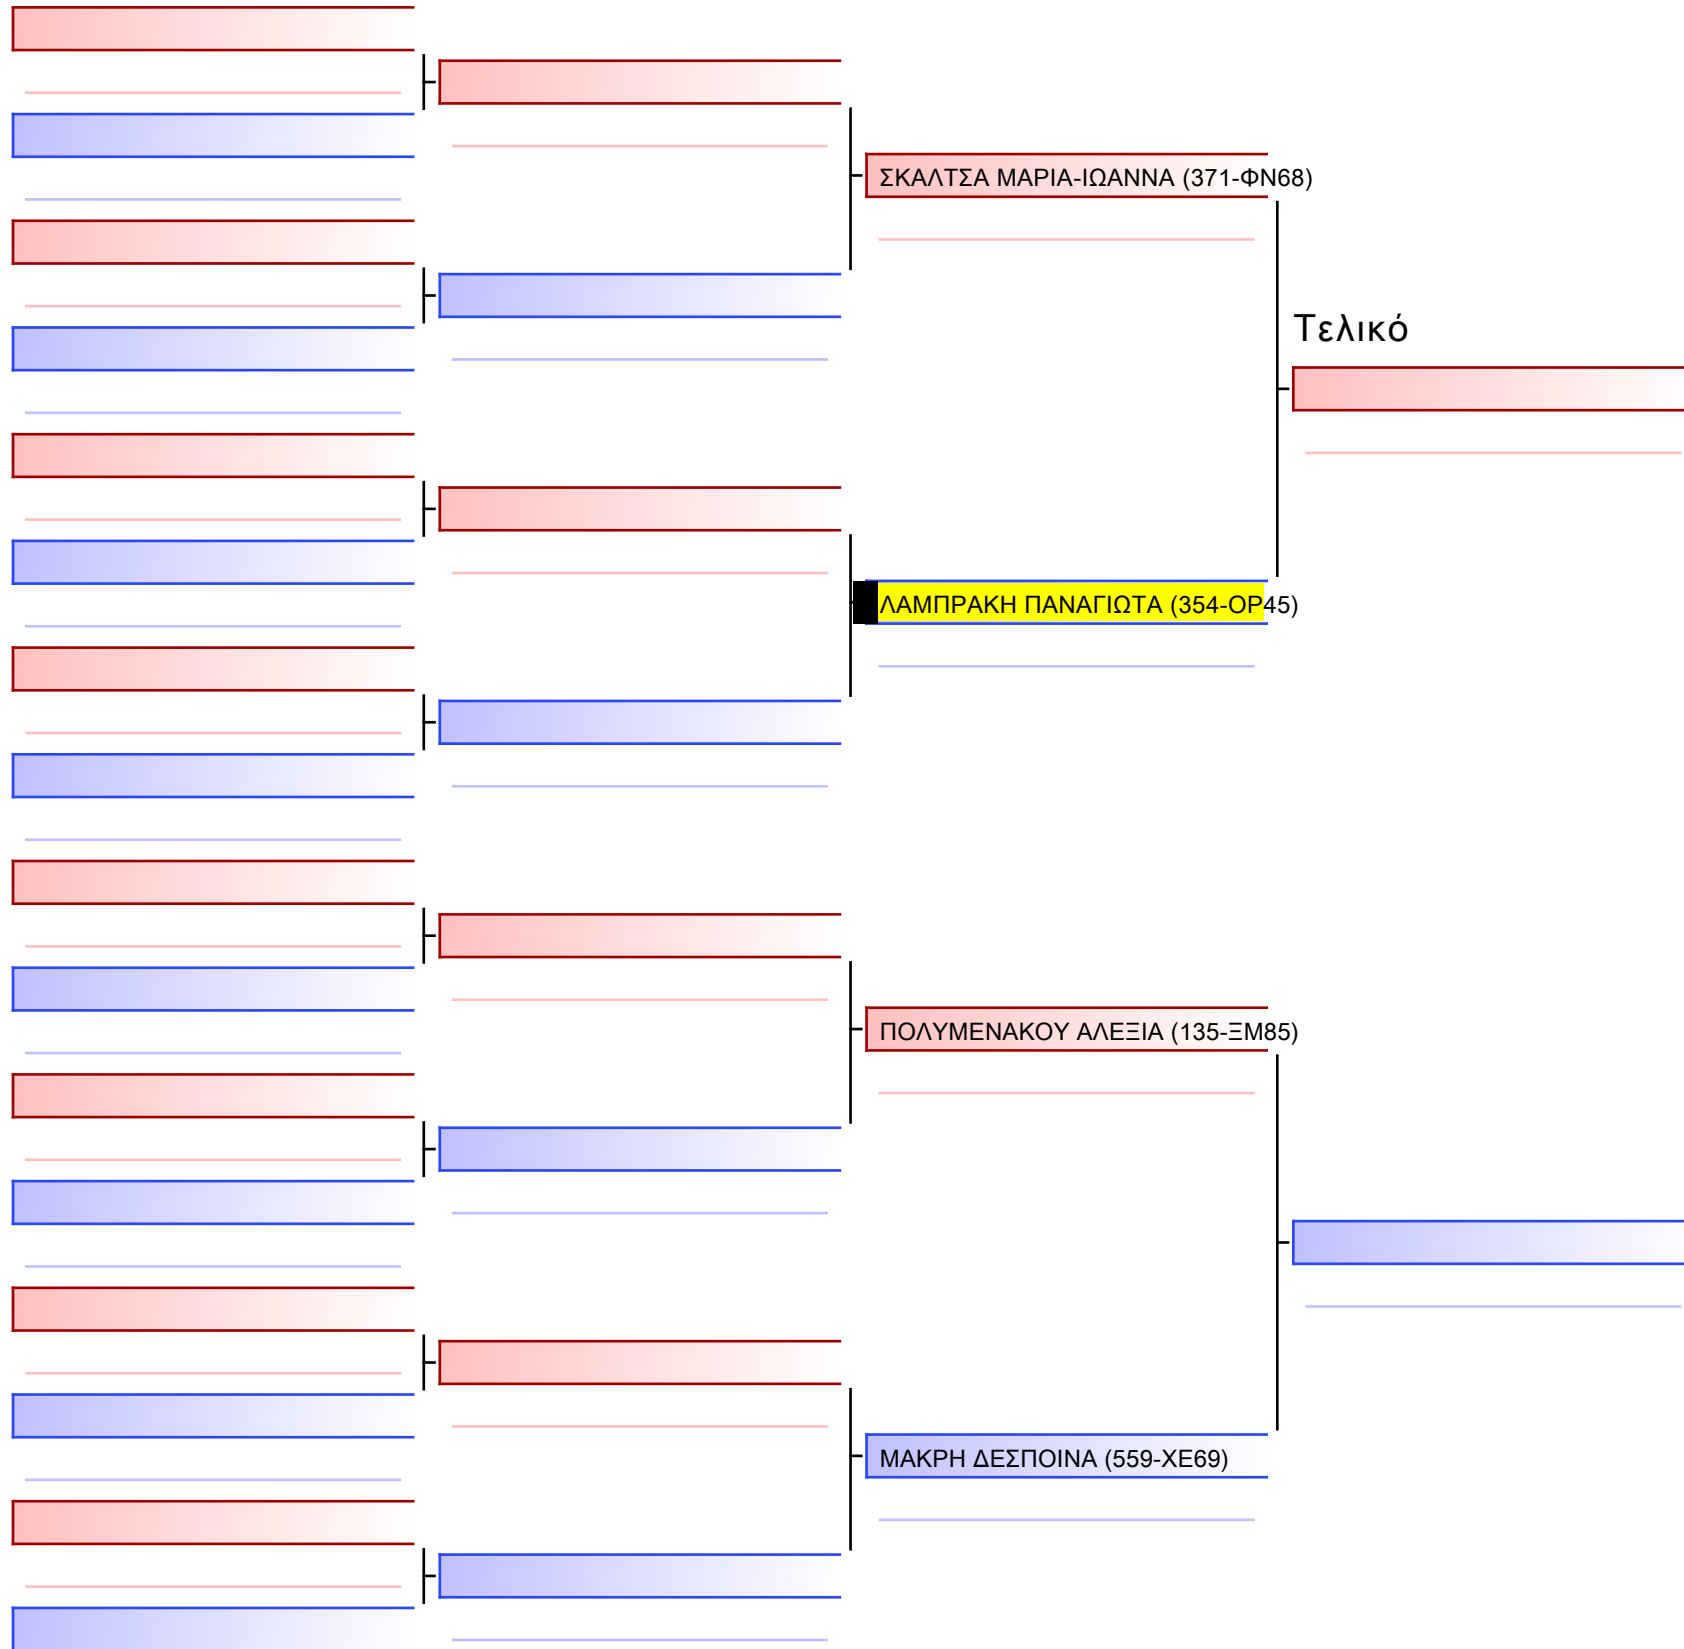 ΣΚΑΛΤΣΑ ΜΑΡΙΑ-ΙΩΑΝΝΑ (371-ΦΝ68)
Τελικό
ΛΑΜΠΡΑΚΗ ΠΑΝΑΓΙΩΤΑ (354-ΟΡ45)
ΠΟΛΥΜΕΝΑΚΟΥ ΑΛΕΞΙΑ (135-ΞΜ85)
ΜΑΚΡΗ ΔΕΣΠΟΙΝΑ (559-ΧΕ69)